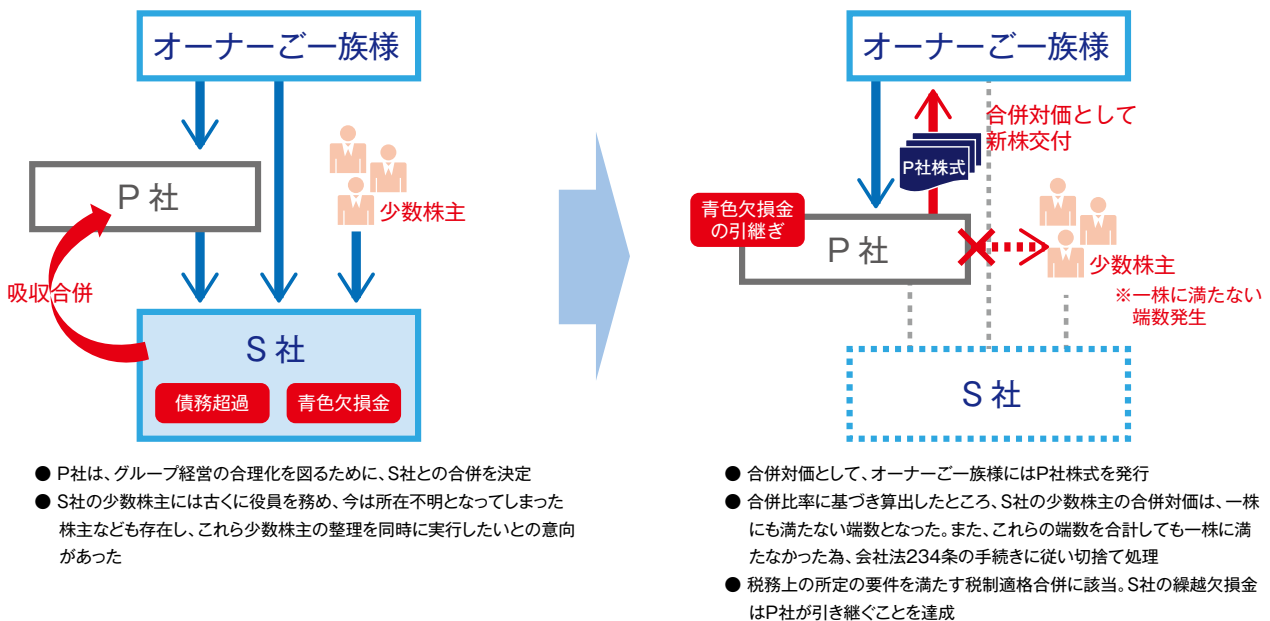 オーナーご一族様
P 社
少数株主
吸収合併
S 社
債務超過
青色欠損金
● P社は、グループ経営の合理化を図るために、S社との合併を決定
● S社の少数株主には古くに役員を務め、今は所在不明となってしまった
株主なども存在し、これら少数株主の整理を同時に実行したいとの意向
があった
オーナーご一族様
合併対価として
新株交付
P社株式
青色欠損金
の引継ぎ
P 社
少数株主
※一株に満たない
端数発生
S 社
● 合併対価として、オーナーご一族様にはP社株式を発行
● 合併比率に基づき算出したところ、S社の少数株主の合併対価は、一株
にも満たない端数となった。また、これらの端数を合計しても一株に満
たなかった為、会社法234条の手続きに従い切捨て処理
● 税務上の所定の要件を満たす税制適格合併に該当。S社の繰越欠損金
はP社が引き継ぐことを達成